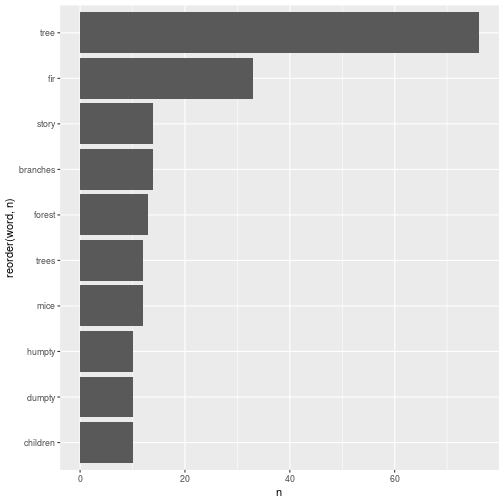 tree
fir
story
branches
forest
trees
mice
humpty
dumpty
children
reorder(word, n)
0 20 40 60
n